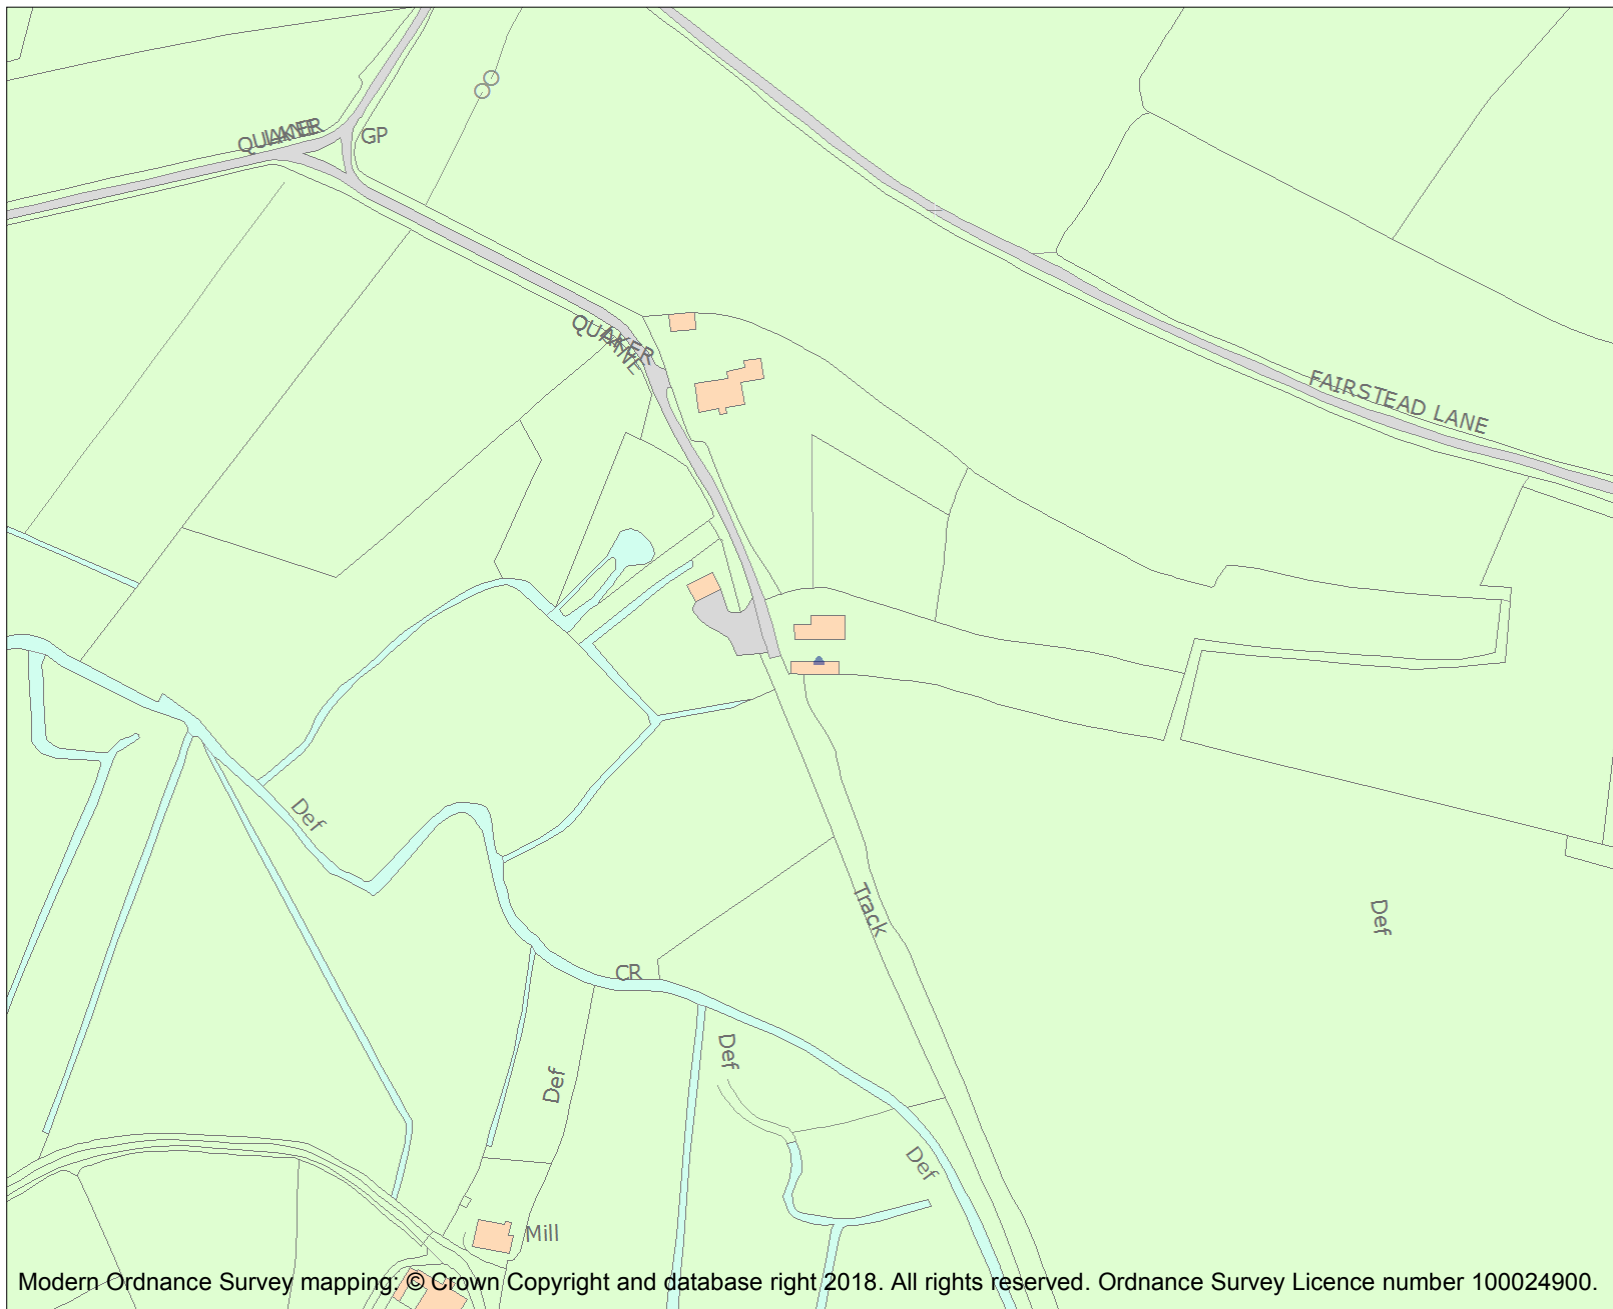 QUAKER
LANE
GP
QUAKER
LANE
FAIRSTEAD LANE
Def
Track
Def
CR
Def
Def
Def
Mill
Modern Ordnance Survey mapping: © Crown Copyright and database right 2018. All rights reserved. Ordnance Survey Licence number 100024900.